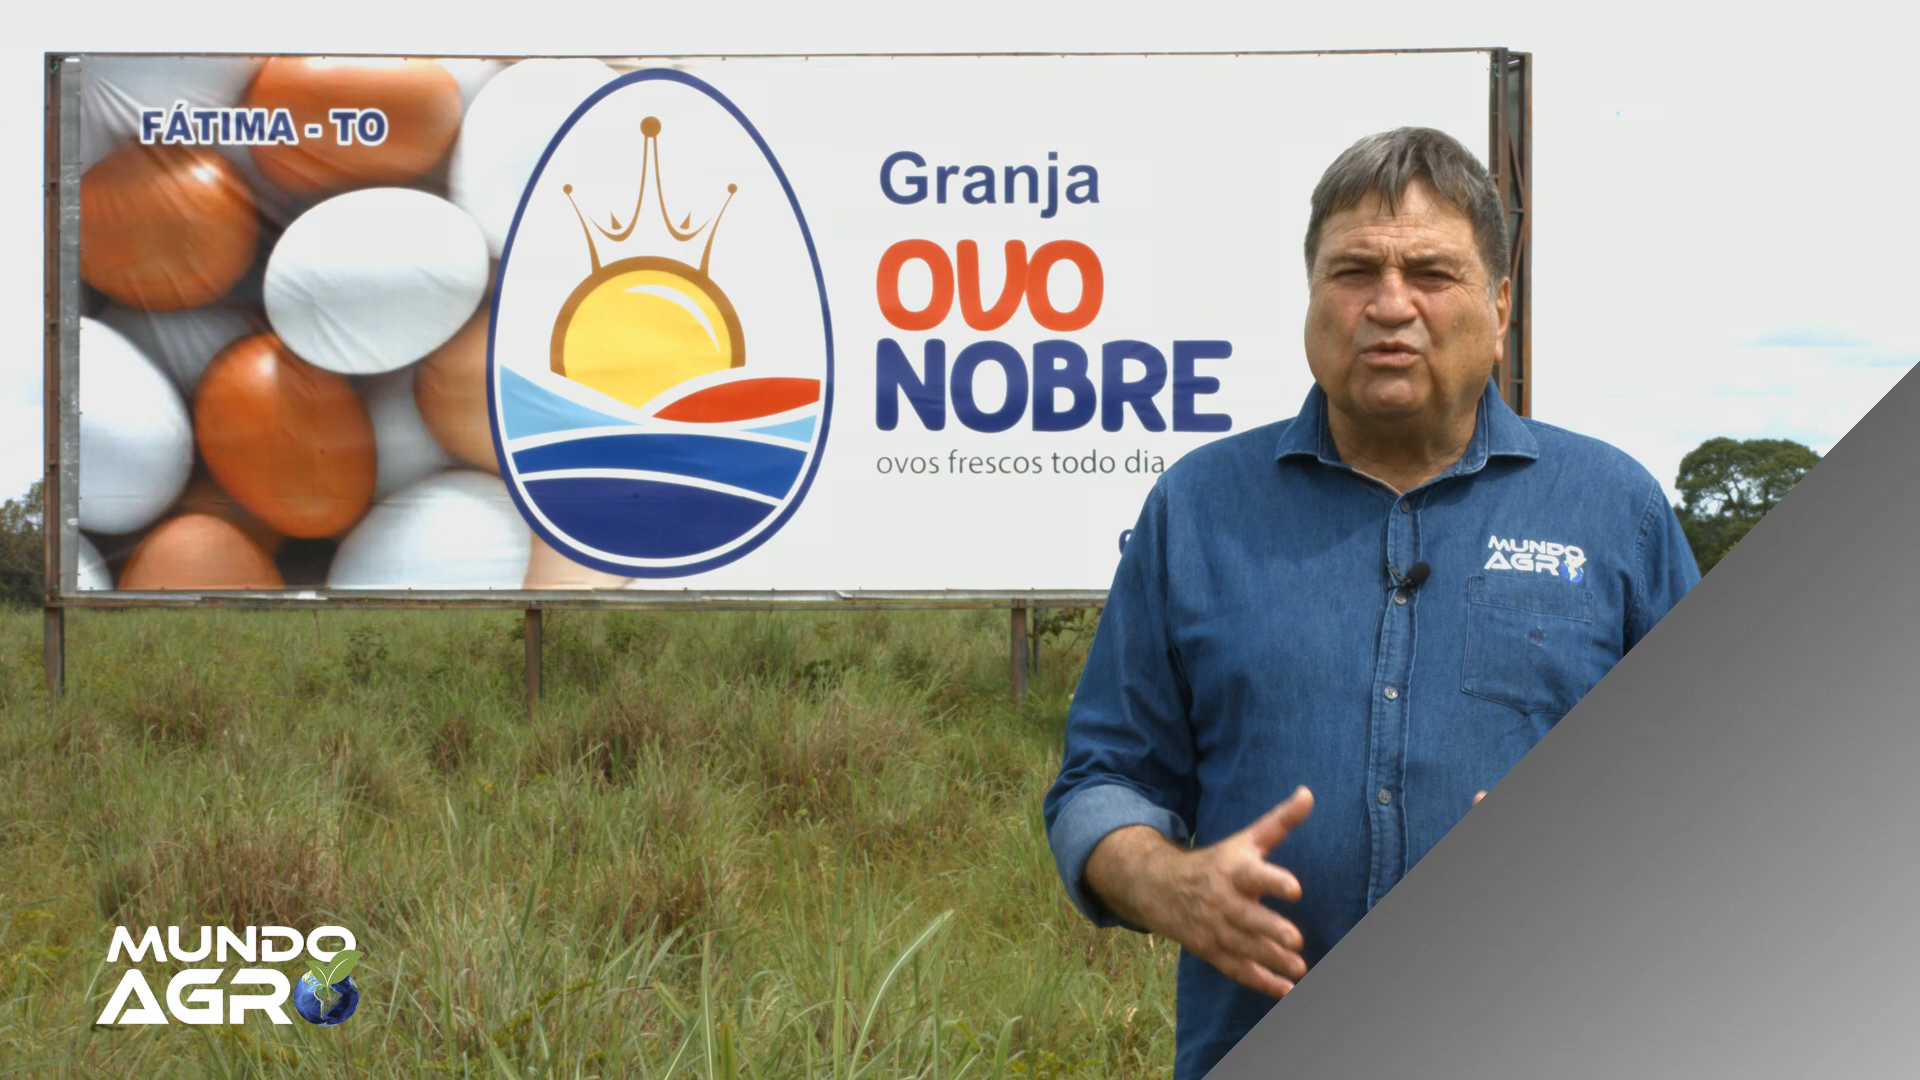 FÁTIMA - TO
Granja
OVO
NOBRE
ovos frescos todo dia
MUNDO
AGRO
MUNDO
AGRO